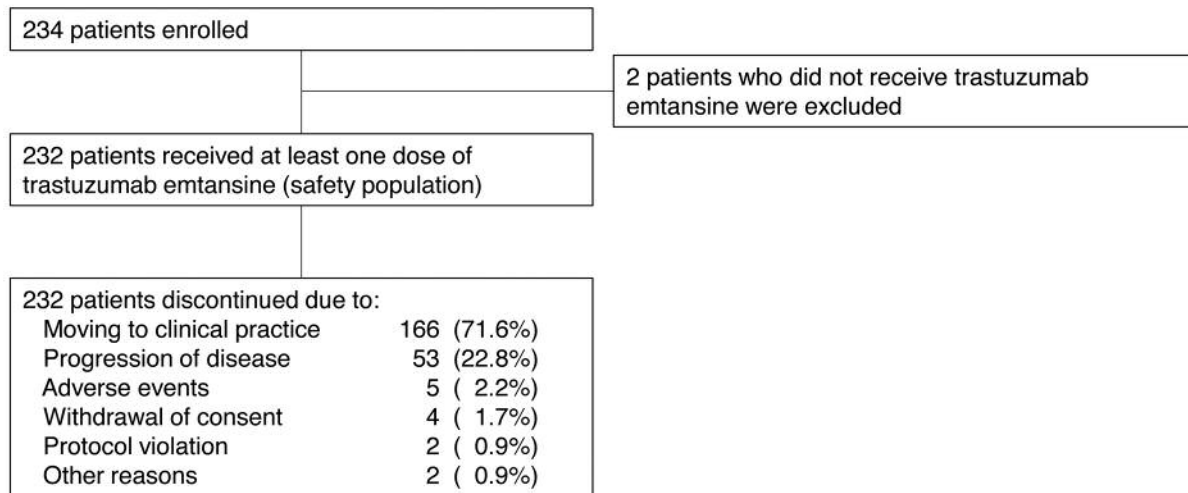 234 patients enrolled
2 patients who did not receive trastuzumab
emtansine were excluded
232 patients received at least one dose of
trastuzumab emtansine (safety population)
232 patients discontinued due to:
Moving to clinical practice 166 (71.6%)
Progression of disease 53 (22.8%)
Adverse events 5 ( 2.2%)
Withdrawal of consent 4 ( 1.7%)
Protocol violation 2 ( 0.9%)
Other reasons 2 ( 0.9%)